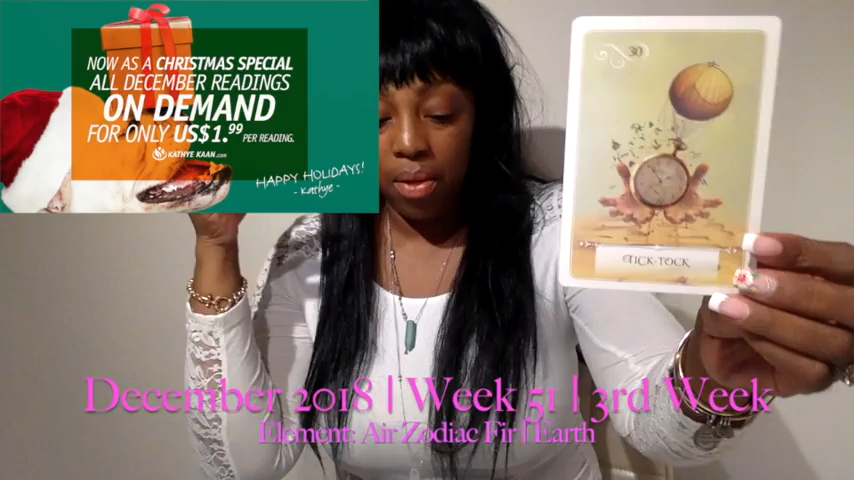 NOW AS A CHRISTMAS SPECIAL
ALL DECEMBER READINGS
ON DEMAND
FOR ONLY US$1.99 PER READING.
KATHYE KAAN.com
HAPPY HOLIDAYS!
- Kathye -
30
TICK-TOCK
December 2018 | Week 51 | 3rd Week
Element: Air Zodiac Fir | Earth